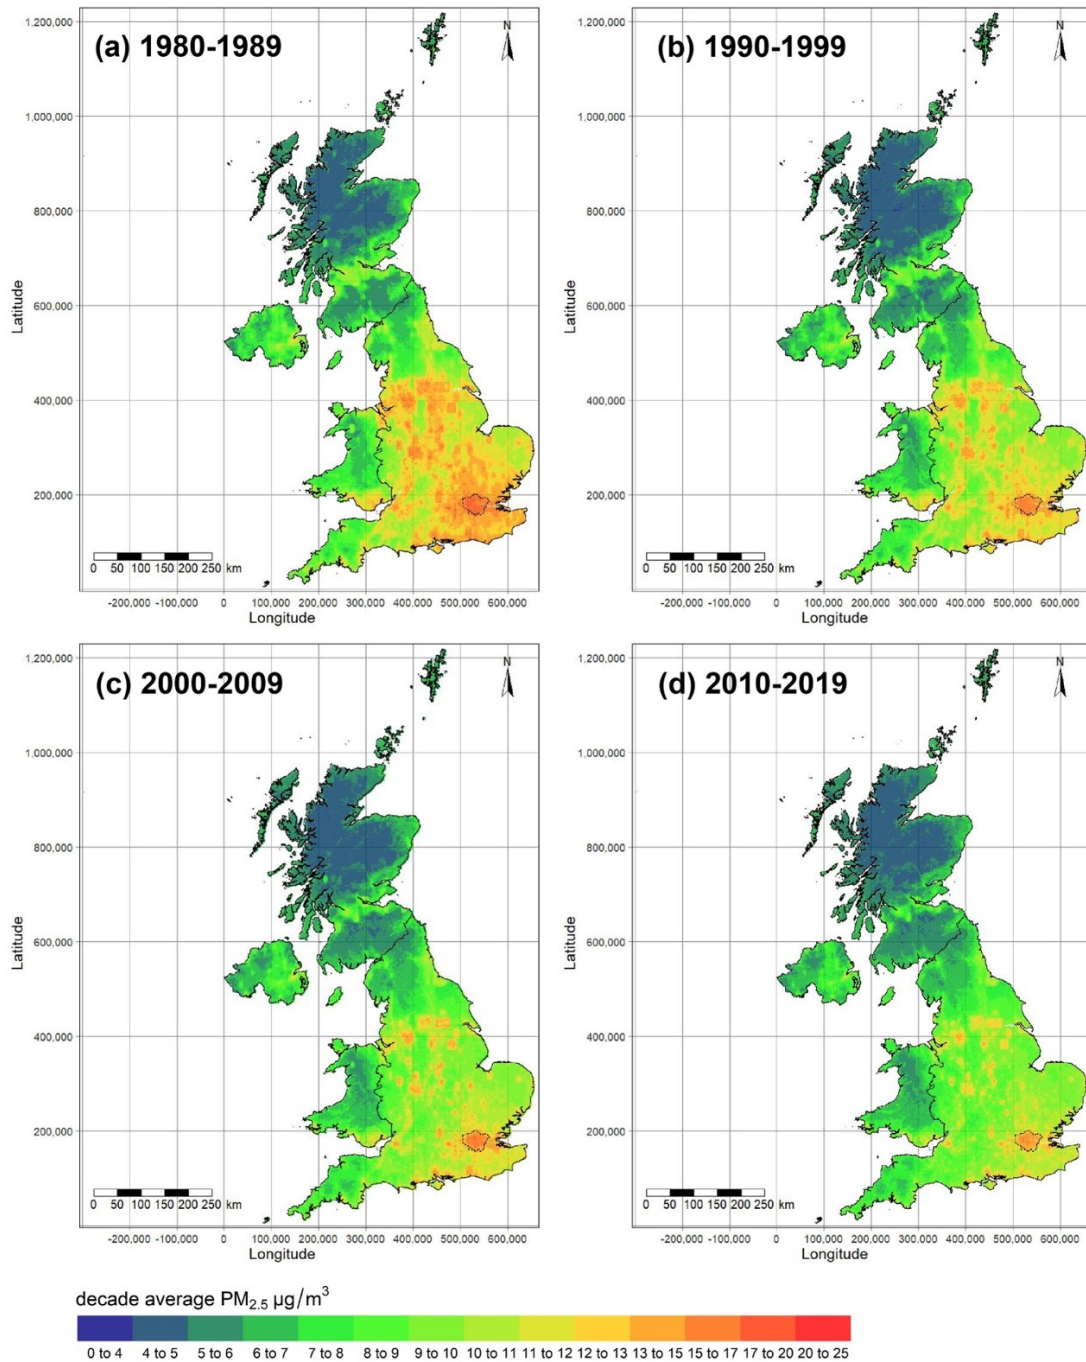 (a) 1980-1989
N
1,200,000
1,000,000
800,000
600,000
400,000
200,000
Latitude
0 50 100 150 200 250 km
-200,000 -100,000 0 100,000 200,000 300,000 400,000 500,000 600,000
Longitude
(b) 1990-1999
N
1,200,000
1,000,000
800,000
600,000
400,000
200,000
Latitude
0 50 100 150 200 250 km
-200,000 -100,000 0 100,000 200,000 300,000 400,000 500,000 600,000
Longitude
(c) 2000-2009
N
1,200,000
1,000,000
800,000
600,000
400,000
200,000
Latitude
0 50 100 150 200 250 km
-200,000 -100,000 0 100,000 200,000 300,000 400,000 500,000 600,000
Longitude
(d) 2010-2019
N
1,200,000
1,000,000
800,000
600,000
400,000
200,000
Latitude
0 50 100 150 200 250 km
-200,000 -100,000 0 100,000 200,000 300,000 400,000 500,000 600,000
Longitude
decade average PM₂.₅ µg/m³
0 to 4 4 to 5 5 to 6 6 to 7 7 to 8 8 to 9 9 to 10 10 to 11 11 to 12 12 to 13 13 to 15 15 to 17 17 to 20 20 to 25